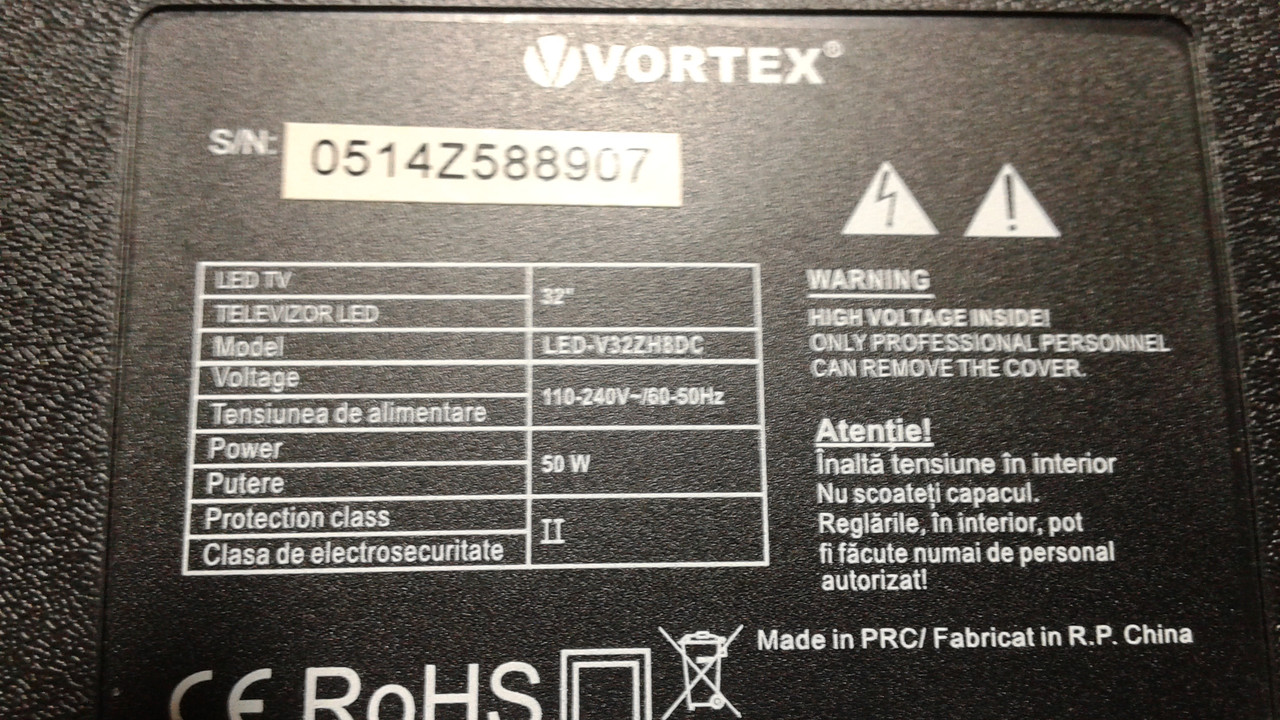 VORTEX®
S/N: 0514Z588907
LED TV
TELEVIZOR LED
32"
Model LED-V32ZH8DC
Voltage
Tensiunea de alimentare
110-240V~/60-50Hz
Power
Putere
50 W
Protection class
Clasa de electrosecuritate
II
WARNING
HIGH VOLTAGE INSIDE!
ONLY PROFESSIONAL PERSONNEL
CAN REMOVE THE COVER.
Atenție!
Înaltă tensiune în interior
Nu scoateți capacul.
Reglările, în interior, pot
fi făcute numai de personal
autorizat!
Made in PRC/ Fabricat in R.P. China
CE RoHS